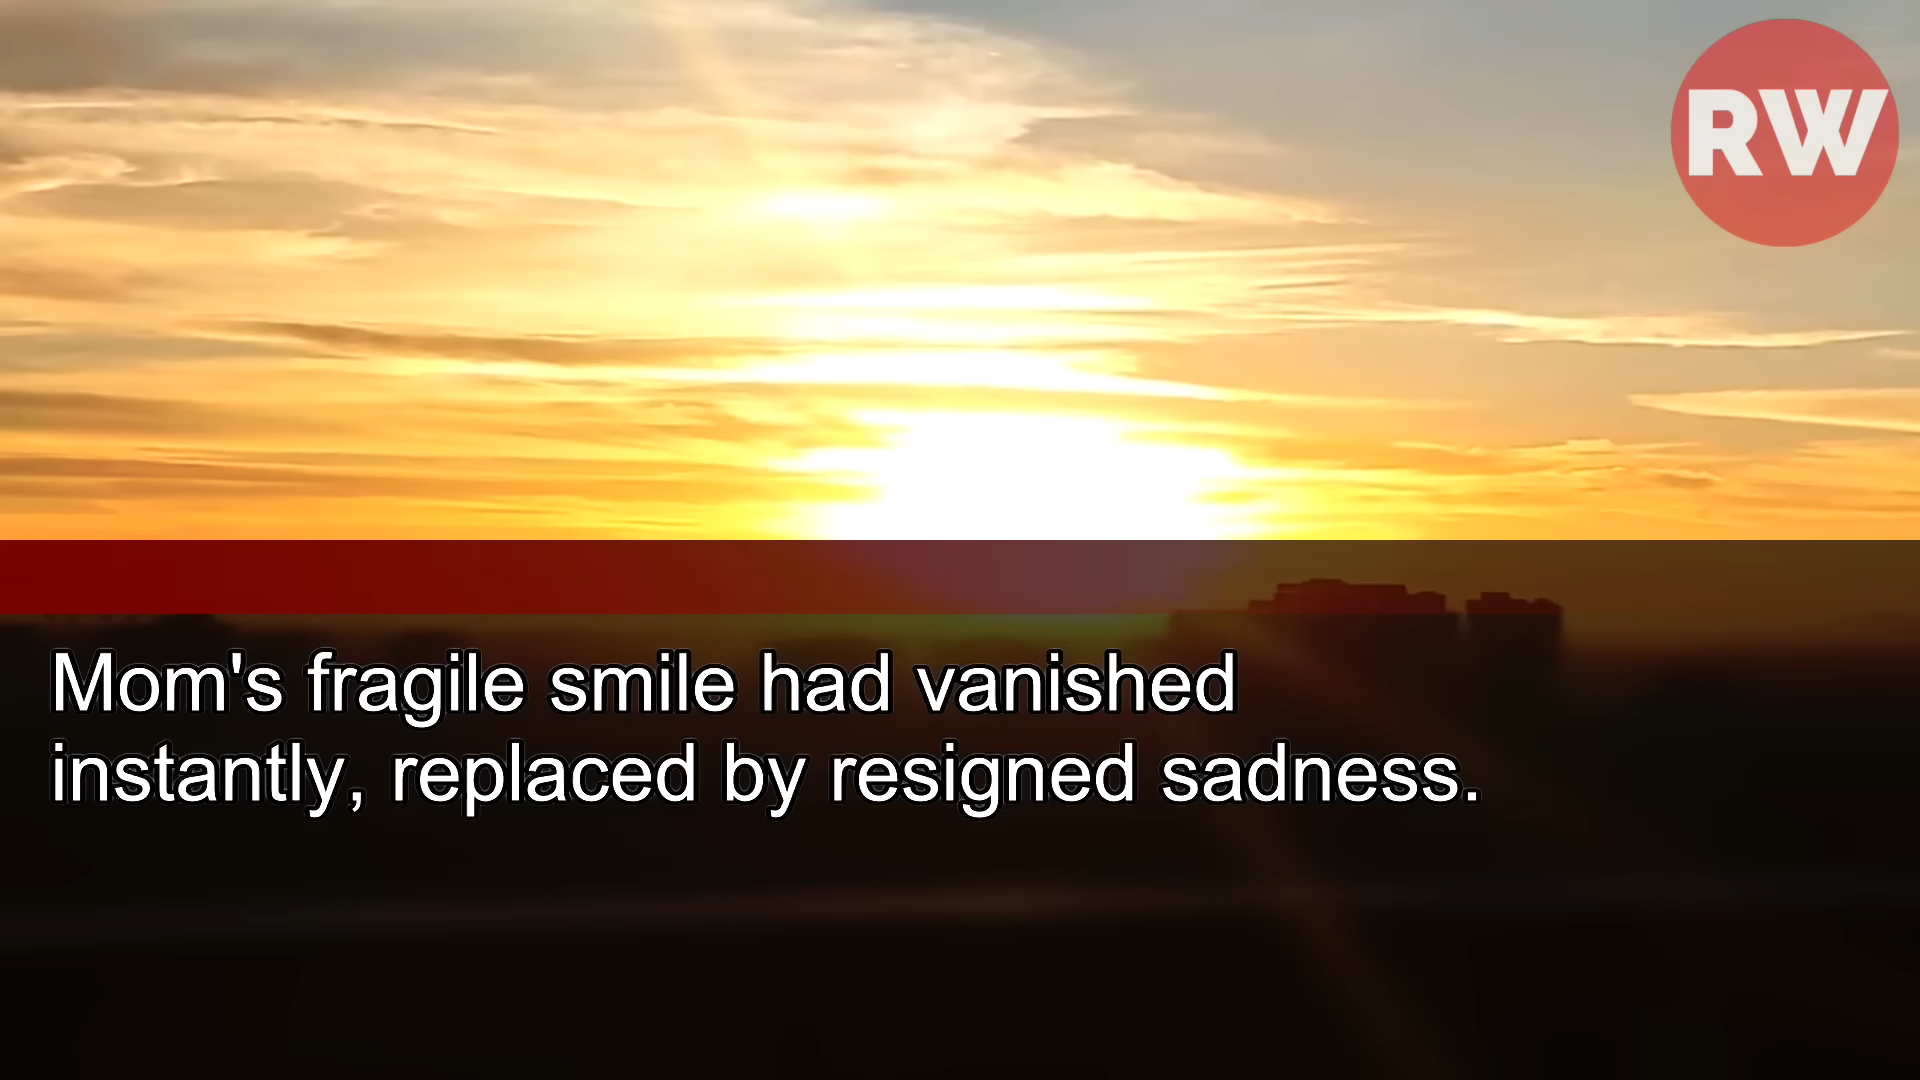 RW
Mom's fragile smile had vanished
instantly, replaced by resigned sadness.